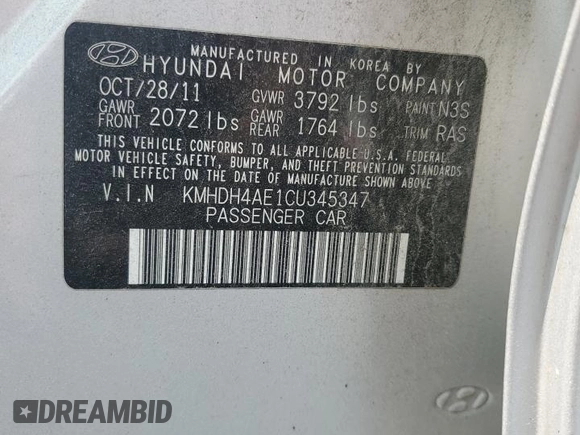 MANUFACTURED IN KOREA BY
HYUNDAI MOTOR COMPANY
OCT/28/11 GVWR 3792 lbs PAINT N3S
GAWR FRONT 2072 lbs GAWR REAR 1764 lbs TRIM RAS
THIS VEHICLE CONFORMS TO ALL APPLICABLE U.S.A. FEDERAL
MOTOR VEHICLE SAFETY, BUMPER, AND THEFT PREVENTION STANDARDS
IN EFFECT ON THE DATE OF MANUFACTURE SHOWN ABOVE.
V.I.N KMHDH4AE1CU345347
PASSENGER CAR
DREAMBID